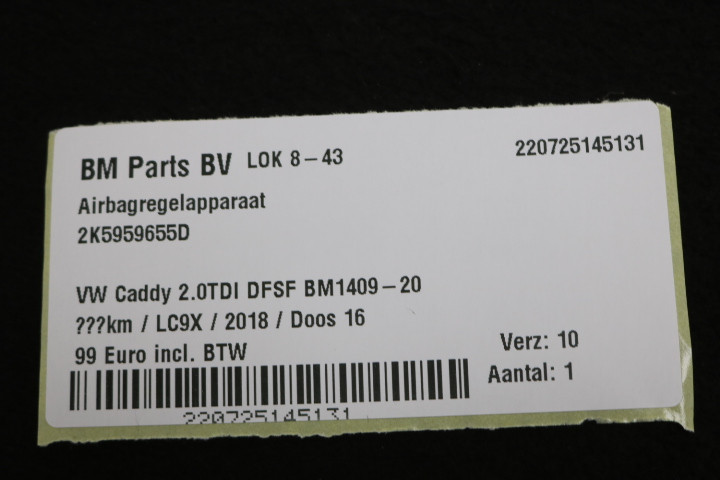 BM Parts BV LOK 8-43 220725145131
Airbagregelapparaat
2K5959655D
VW Caddy 2.0TDI DFSF BM1409-20
???km / LC9X / 2018 / Doos 16
99 Euro incl. BTW Verz: 10
Aantal: 1
220725145131